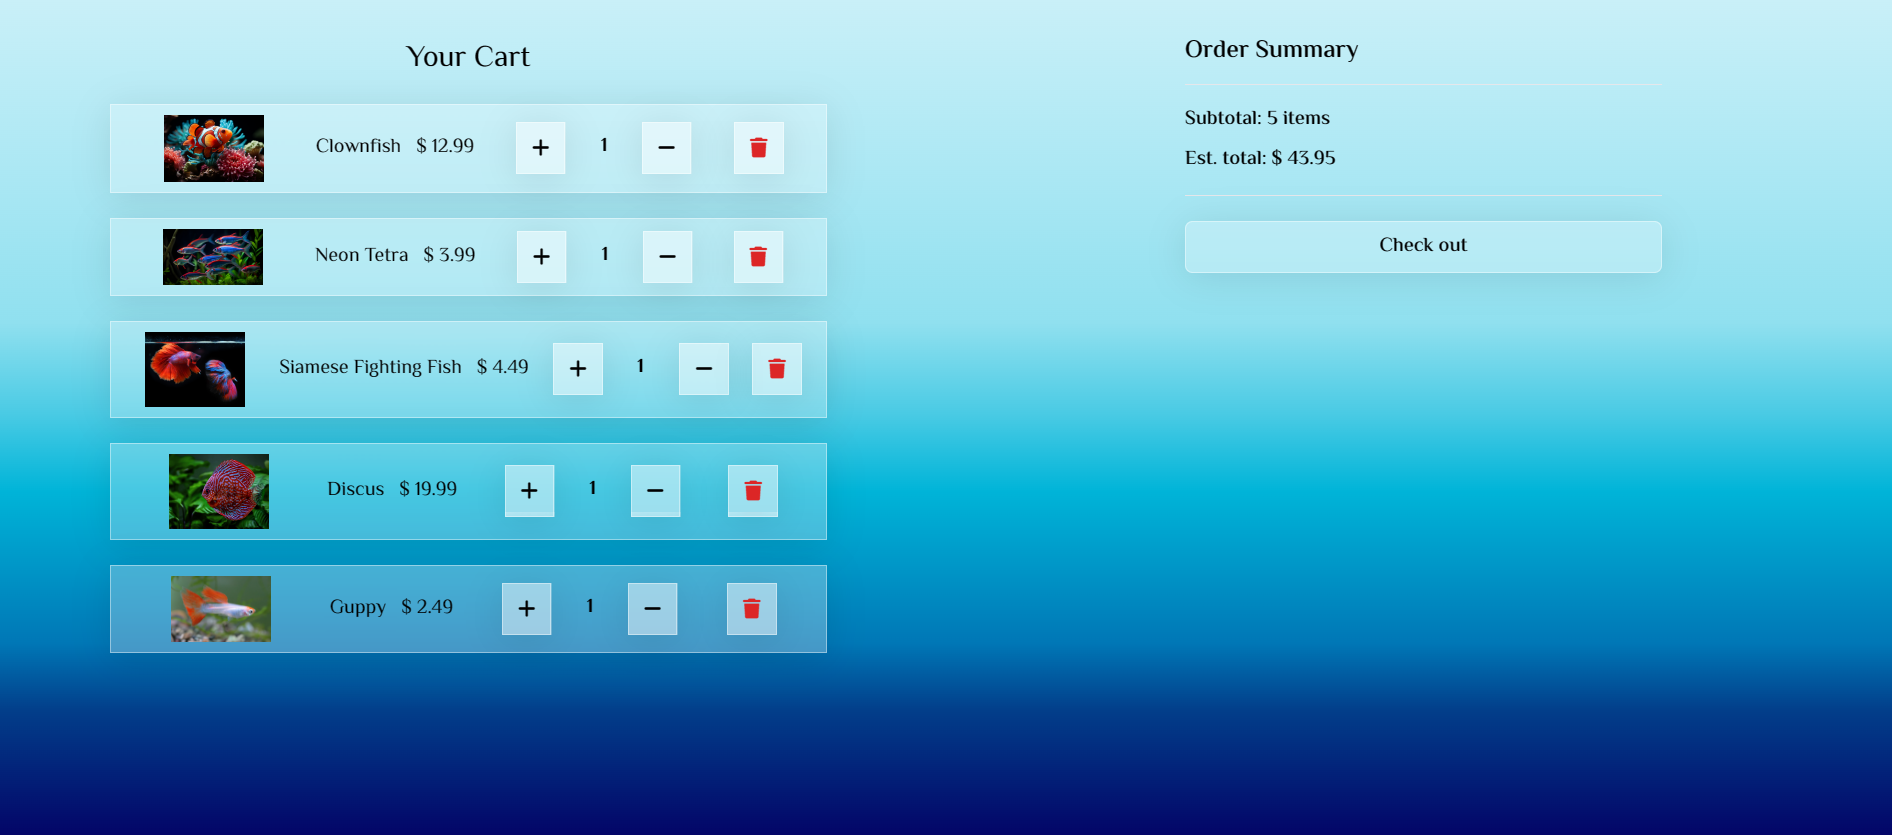 Your Cart
Clownfish $ 12.99 + 1 −
Neon Tetra $ 3.99 + 1 −
Siamese Fighting Fish $ 4.49 + 1 −
Discus $ 19.99 + 1 −
Guppy $ 2.49 + 1 −
Order Summary
Subtotal: 5 items
Est. total: $ 43.95
Check out